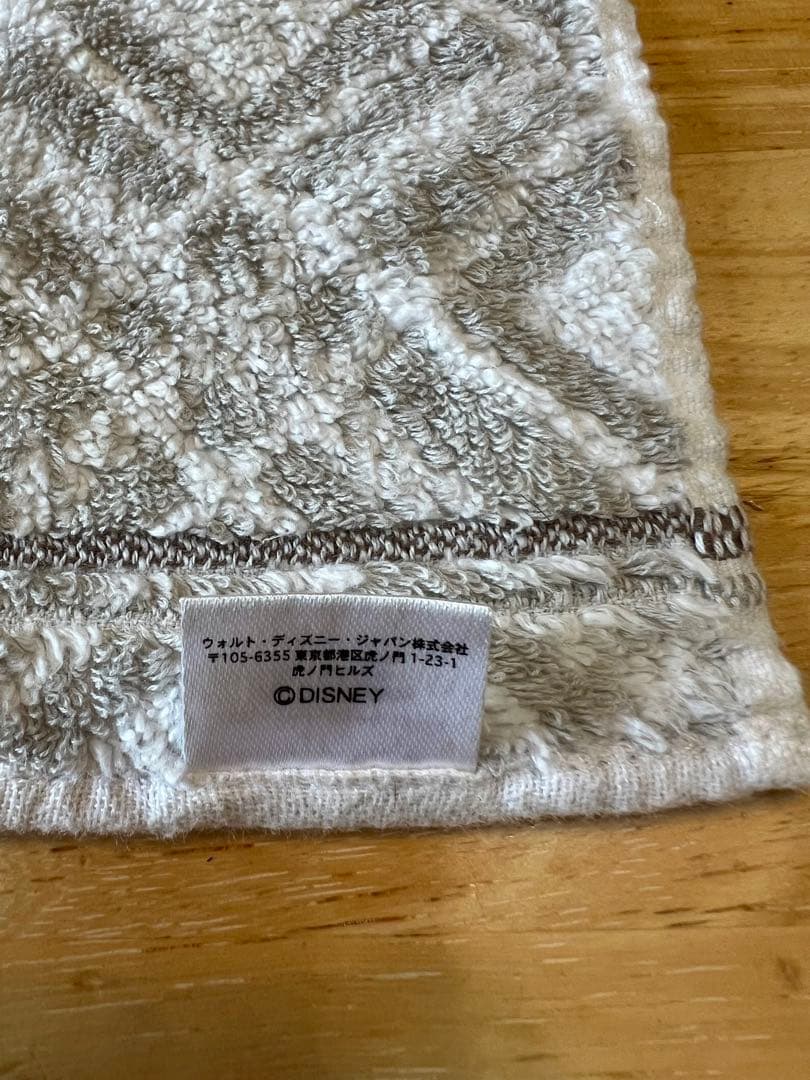 ウォルト・ディズニー・ジャパン株式会社
〒105-6355 東京都港区虎ノ門 1-23-1
虎ノ門ヒルズ
©DISNEY